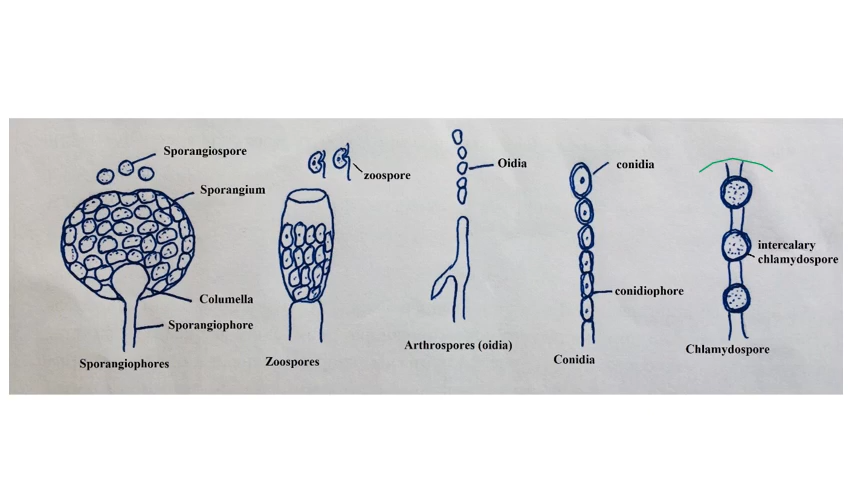 Sporangiospore
Sporangium
Columella
Sporangiophore
Sporangiophores
zoospore
Zoospores
Oidia
Arthrospores (oidia)
conidia
conidiophore
Conidia
intercalary
chlamydospore
Chlamydospore